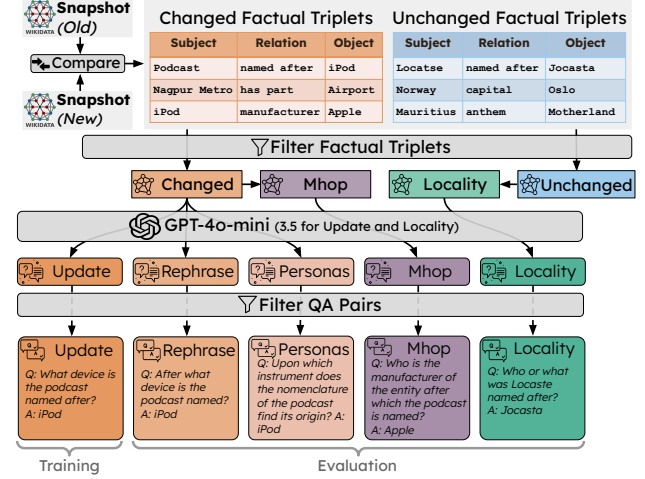 Snapshot
(Old)
WIKIDATA
Compare
Snapshot
(New)
WIKIDATA
Changed Factual Triplets
Subject Relation Object
Podcast named after iPod
Nagpur Metro has part Airport
iPod manufacturer Apple
Unchanged Factual Triplets
Subject Relation Object
Locatse named after Jocasta
Norway capital Oslo
Mauritius anthem Motherland
Filter Factual Triplets
Changed Mhop Locality Unchanged
GPT-4o-mini (3.5 for Update and Locality)
Update Rephrase Personas Mhop Locality
Filter QA Pairs
Update
Q: What device is
the podcast
named after?
A: iPod
Rephrase
Q: After what
device is the
podcast named?
A: iPod
Personas
Q: Upon which
instrument does
the nomenclature
of the podcast
find its origin? A:
iPod
Mhop
Q: Who is the
manufacturer of
the entity after
which the podcast
is named?
A: Apple
Locality
Q: Who or what
was Locaste
named after?
A: Jocasta
Training
Evaluation